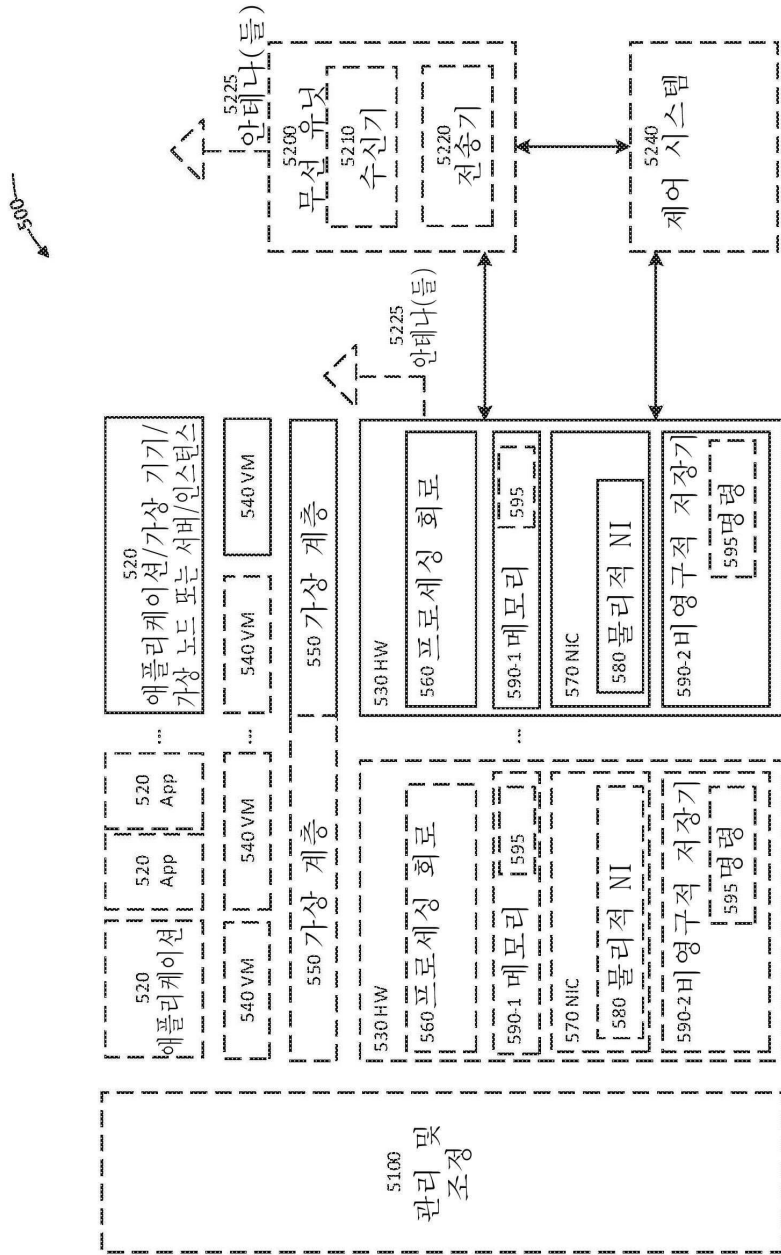 500
5100
관리 및
조정
520
애플리케이션
520
App
520
App
...
520
애플리케이션/가상 기기/
가상 노드 또는 서버/인스턴스
540 VM
540 VM
...
540 VM
540 VM
550 가상 계층
550 가상 계층
530 HW
560 프로세싱 회로
590-1 메모리
595
570 NIC
580 물리적 NI
590-2 비영구적 저장기
595 명령
...
530 HW
560 프로세싱 회로
590-1 메모리
595
570 NIC
580 물리적 NI
590-2 비영구적 저장기
595 명령
5225
안테나(들)
5225
안테나(들)
5200
무선 유닛
5210
수신기
5220
전송기
5240
제어 시스템